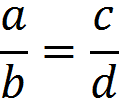 a/b = c/d